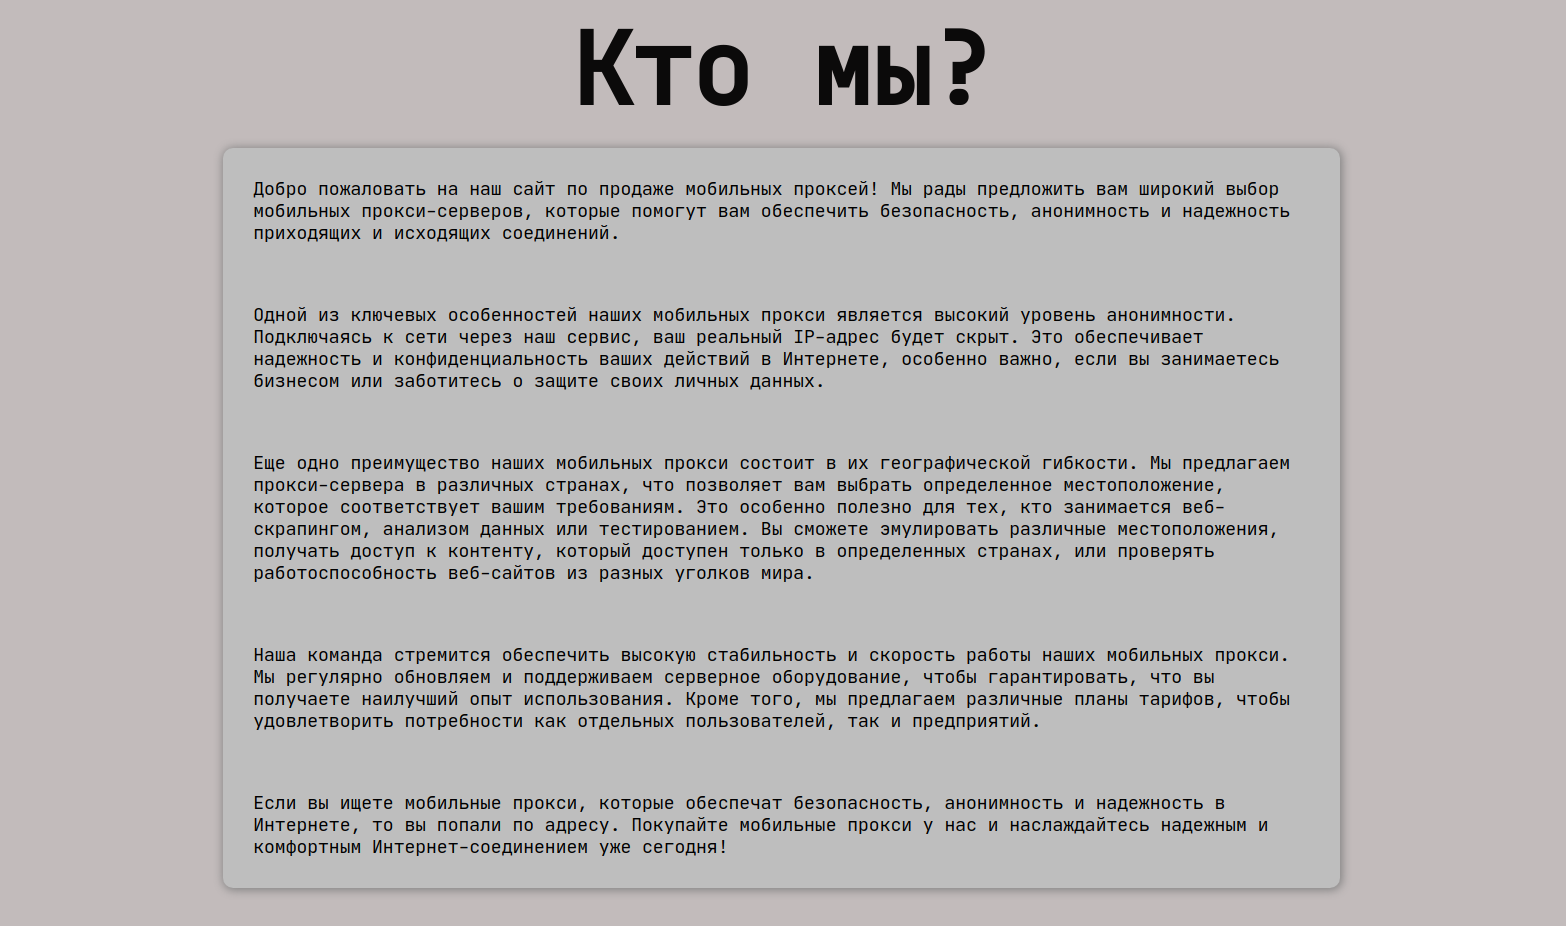 Кто мы?
Добро пожаловать на наш сайт по продаже мобильных проксей! Мы рады предложить вам широкий выбор
мобильных прокси-серверов, которые помогут вам обеспечить безопасность, анонимность и надежность
приходящих и исходящих соединений.
Одной из ключевых особенностей наших мобильных прокси является высокий уровень анонимности.
Подключаясь к сети через наш сервис, ваш реальный IP-адрес будет скрыт. Это обеспечивает
надежность и конфиденциальность ваших действий в Интернете, особенно важно, если вы занимаетесь
бизнесом или заботитесь о защите своих личных данных.
Еще одно преимущество наших мобильных прокси состоит в их географической гибкости. Мы предлагаем
прокси-сервера в различных странах, что позволяет вам выбрать определенное местоположение,
которое соответствует вашим требованиям. Это особенно полезно для тех, кто занимается веб-
скрапингом, анализом данных или тестированием. Вы сможете эмулировать различные местоположения,
получать доступ к контенту, который доступен только в определенных странах, или проверять
работоспособность веб-сайтов из разных уголков мира.
Наша команда стремится обеспечить высокую стабильность и скорость работы наших мобильных прокси.
Мы регулярно обновляем и поддерживаем серверное оборудование, чтобы гарантировать, что вы
получаете наилучший опыт использования. Кроме того, мы предлагаем различные планы тарифов, чтобы
удовлетворить потребности как отдельных пользователей, так и предприятий.
Если вы ищете мобильные прокси, которые обеспечат безопасность, анонимность и надежность в
Интернете, то вы попали по адресу. Покупайте мобильные прокси у нас и наслаждайтесь надежным и
комфортным Интернет-соединением уже сегодня!